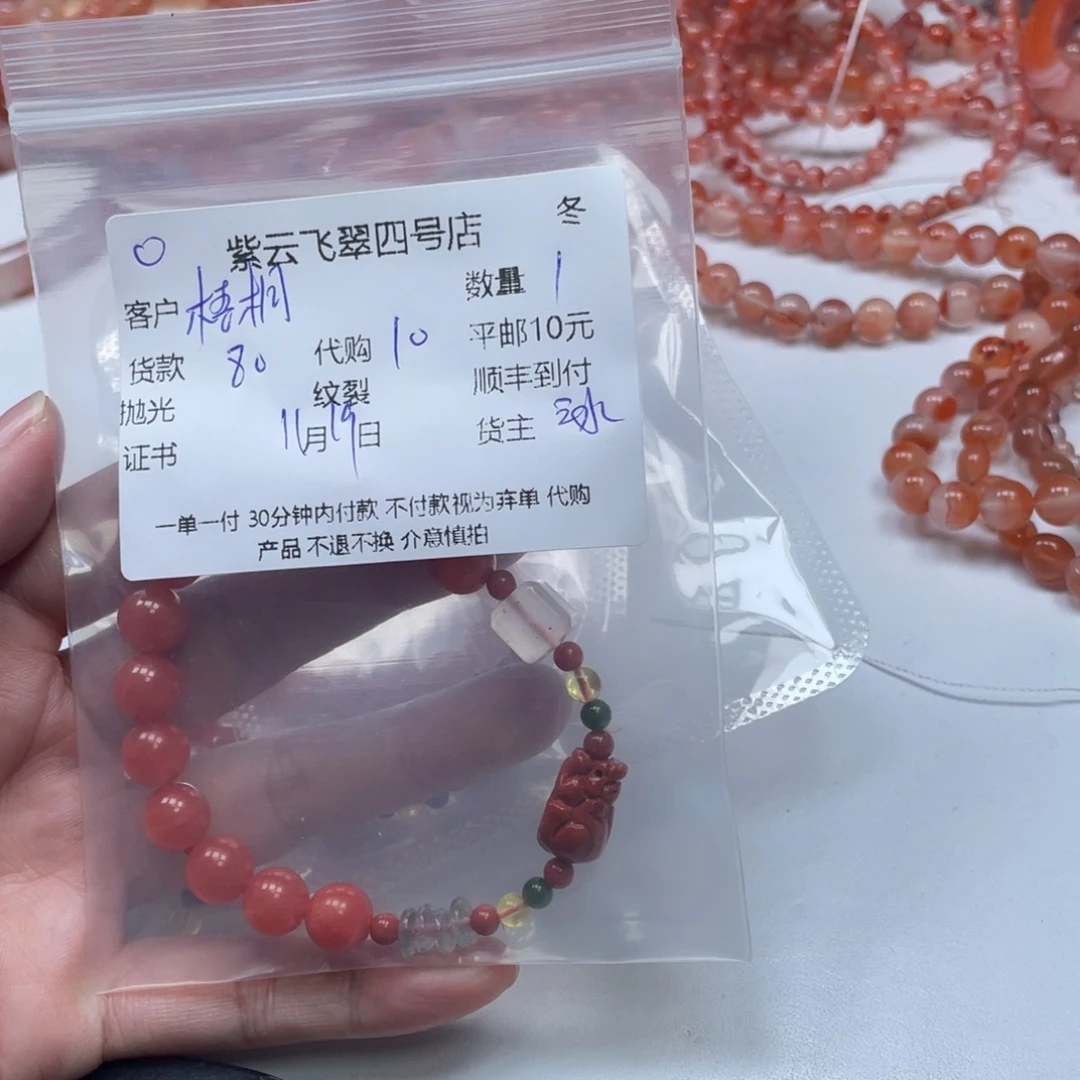 紫云飞翠四号店 冬
客户 梧桐 数量 1
货款 80 代购 10 平邮10元
抛光 纹裂 顺丰到付
证书 11月19日 货主
一单一付 30分钟内付款 不付款视为弃单 代购
产品 不退不换 介意慎拍